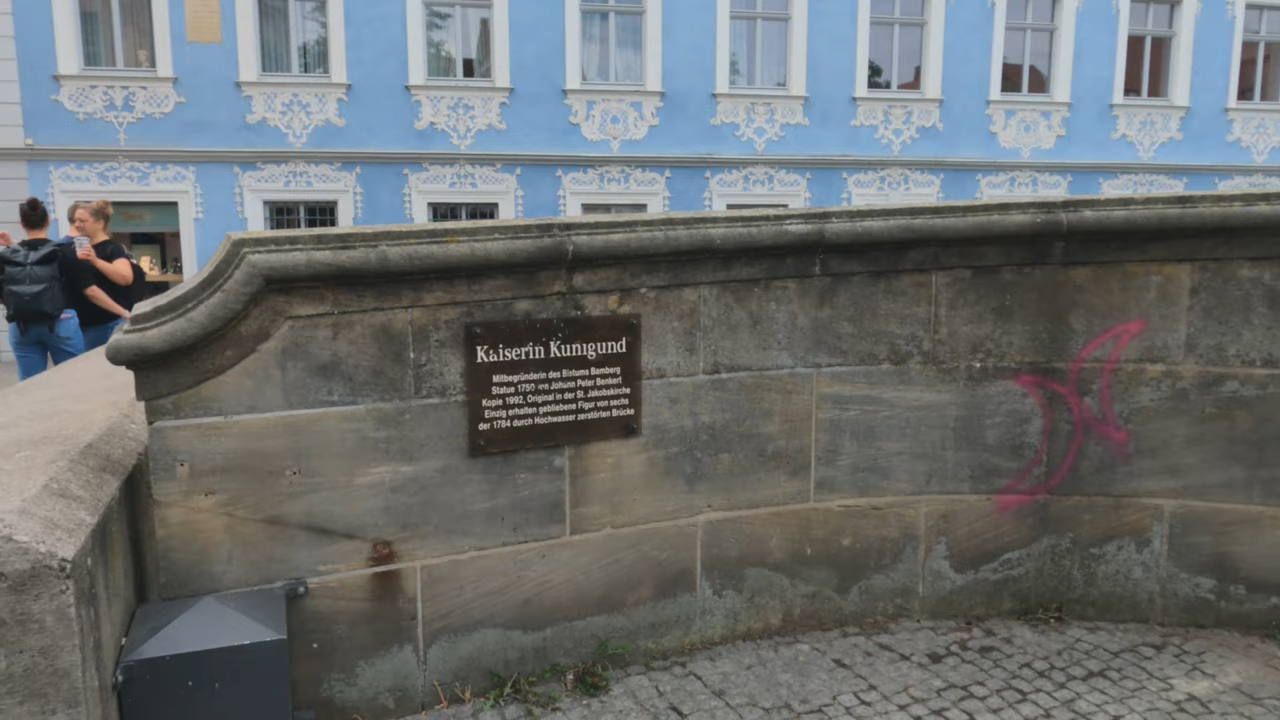 Kaiserin Kunigund
Mitbegründerin des Bistums Bamberg
Statue 1750 von Johann Peter Benkert
Kopie 1992, Original in der St. Jakobskirche
Einzig erhalten gebliebene Figur von sechs
der 1784 durch Hochwasser zerstörten Brücke